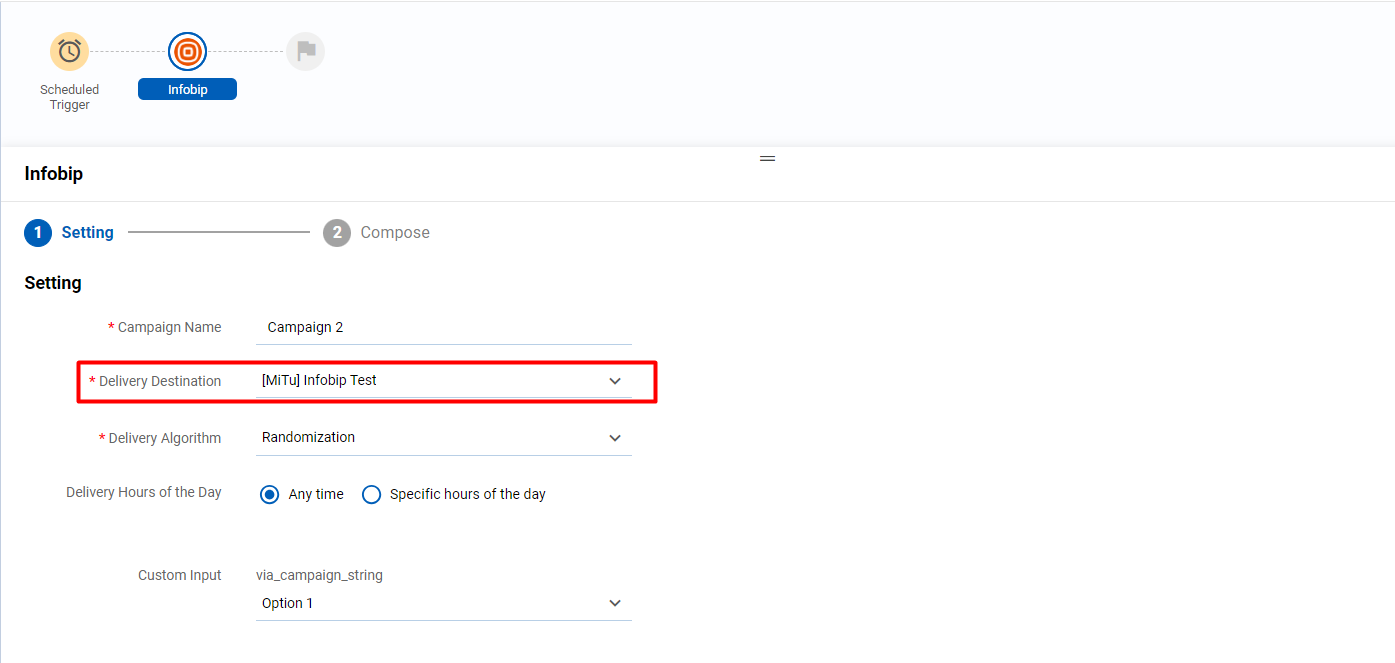 Scheduled
Trigger
Infobip
Infobip
1 Setting
2 Compose
Setting
* Campaign Name Campaign 2
* Delivery Destination [MiTu] Infobip Test
* Delivery Algorithm Randomization
Delivery Hours of the Day Any time Specific hours of the day
Custom Input via_campaign_string
Option 1